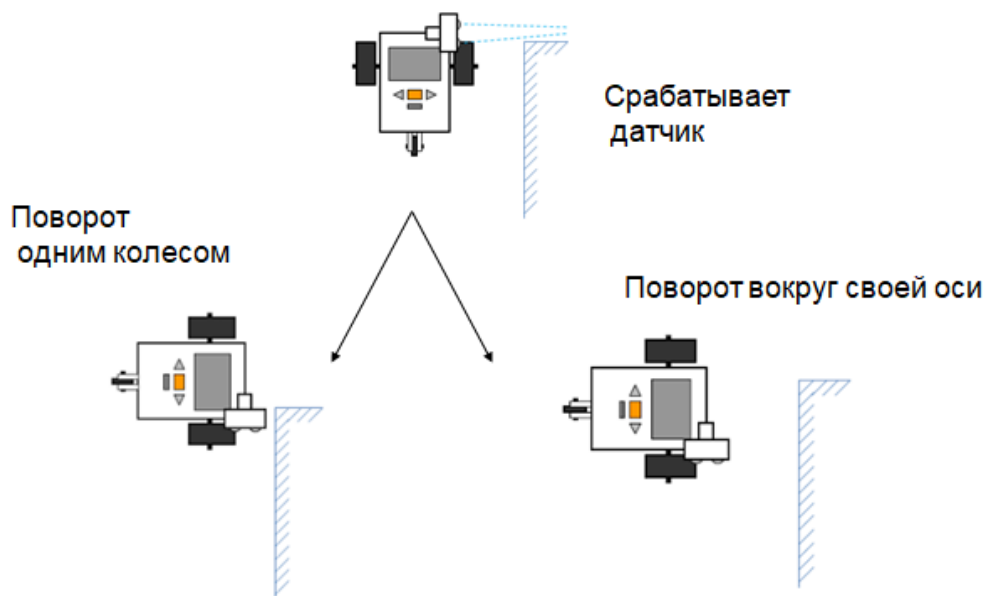 Срабатывает
датчик
Поворот
одним колесом
Поворот вокруг своей оси